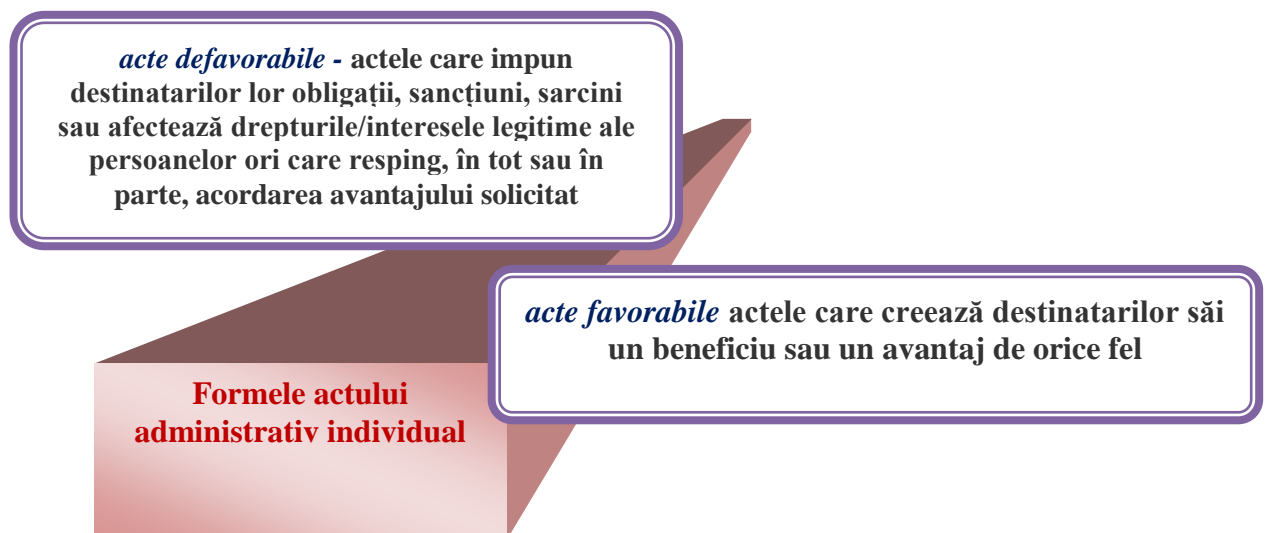 acte defavorabile - actele care impun
destinatarilor lor obligații, sancțiuni, sarcini
sau afectează drepturile/interesele legitime ale
persoanelor ori care resping, în tot sau în
parte, acordarea avantajului solicitat
acte favorabile actele care creează destinatarilor săi
un beneficiu sau un avantaj de orice fel
Formele actului
administrativ individual